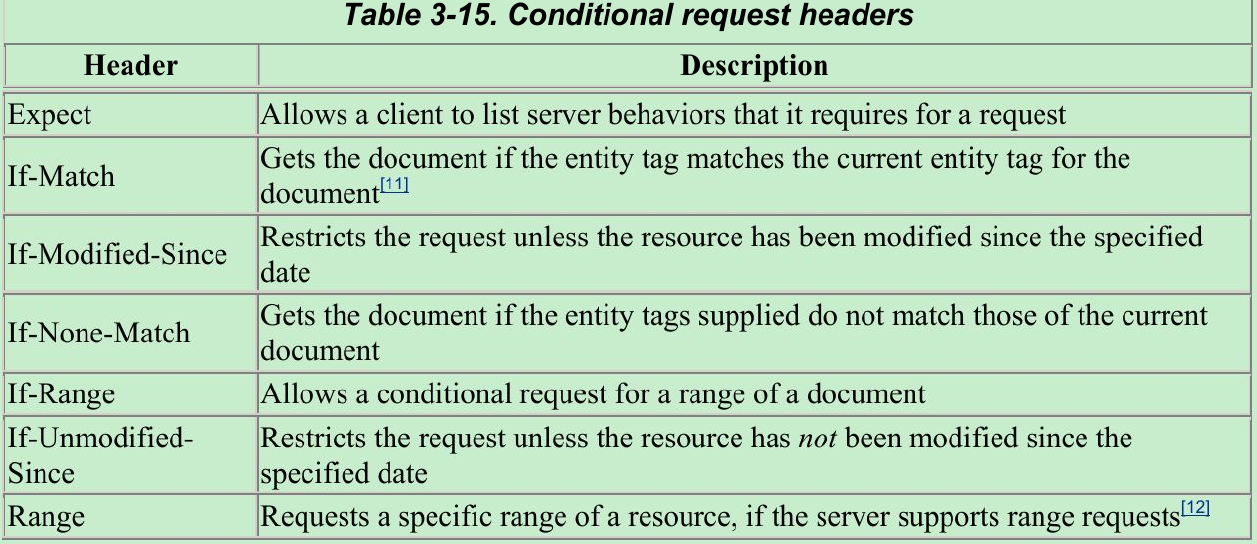 Table 3-15. Conditional request headers
Header Description
Expect Allows a client to list server behaviors that it requires for a request
If-Match Gets the document if the entity tag matches the current entity tag for the
document[11]
If-Modified-Since Restricts the request unless the resource has been modified since the specified
date
If-None-Match Gets the document if the entity tags supplied do not match those of the current
document
If-Range Allows a conditional request for a range of a document
If-Unmodified- Restricts the request unless the resource has not been modified since the
Since specified date
Range Requests a specific range of a resource, if the server supports range requests[12]